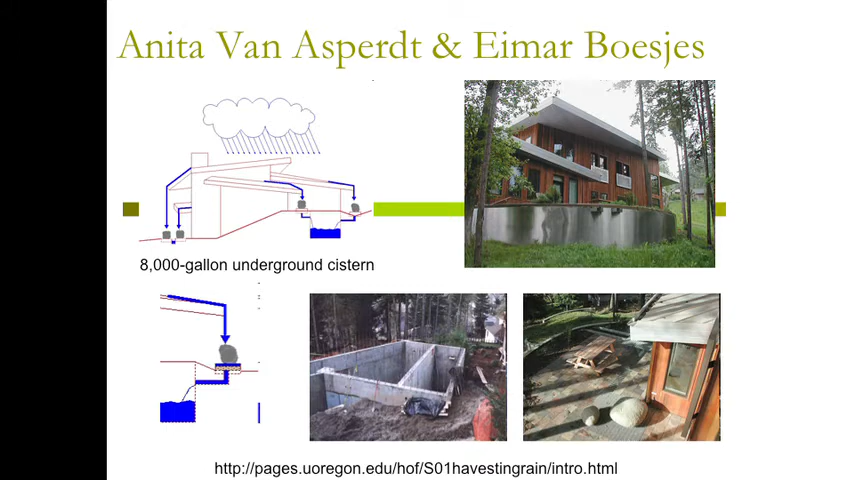 Anita Van Asperdt & Eimar Boesjes
8,000-gallon underground cistern
http://pages.uoregon.edu/hof/S01havestingrain/intro.html